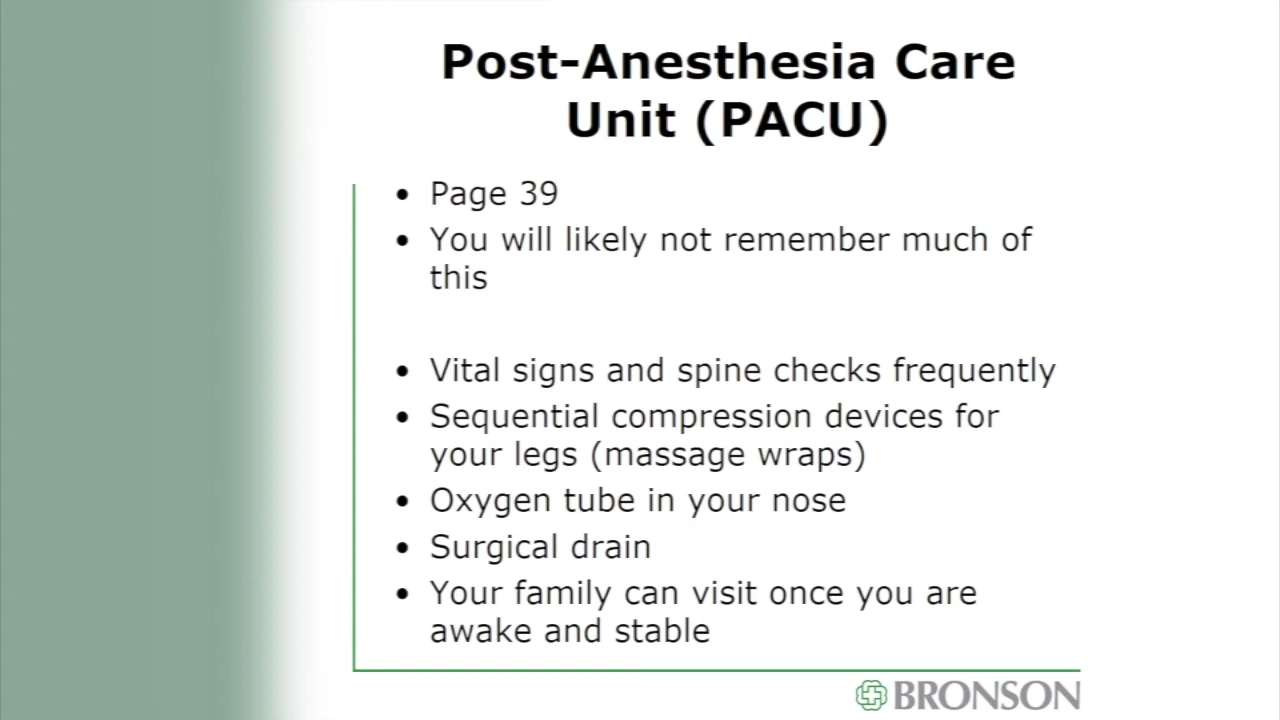 Post-Anesthesia Care
Unit (PACU)
• Page 39
• You will likely not remember much of
this
• Vital signs and spine checks frequently
• Sequential compression devices for
your legs (massage wraps)
• Oxygen tube in your nose
• Surgical drain
• Your family can visit once you are
awake and stable
BRONSON